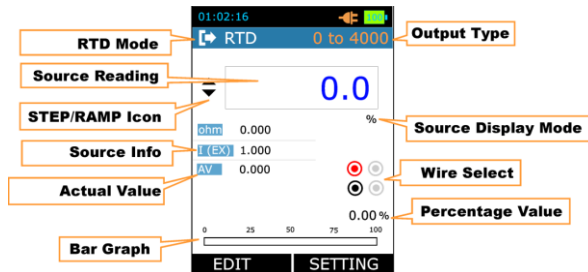 01:02:16 100
RTD Mode
RTD 0 to 4000
Output Type
Source Reading
0.0
STEP/RAMP Icon
%
Source Display Mode
ohm 0.000
Source Info
I (EX) 1.000
AV 0.000
Wire Select
Actual Value
0.00 %
Percentage Value
0 25 50 75 100
Bar Graph
EDIT SETTING